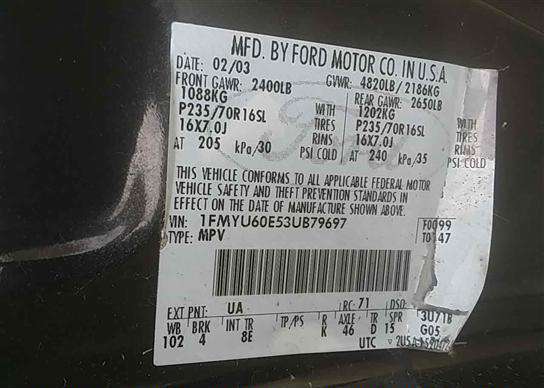 MFD. BY FORD MOTOR CO. IN U.S.A.
DATE: 02/03 GVWR: 4820LB/2186KG
FRONT GAWR: 2400LB REAR GAWR: 2650LB
1088KG WITH 1202KG WITH
P235/70R16SL TIRES P235/70R16SL TIRES
16X7.0J RIMS 16X7.0J RIMS
AT 205 kPa/30 PSI COLD AT 240 kPa/35 PSI COLD
THIS VEHICLE CONFORMS TO ALL APPLICABLE FEDERAL MOTOR
VEHICLE SAFETY AND THEFT PREVENTION STANDARDS IN
EFFECT ON THE DATE OF MANUFACTURE SHOWN ABOVE.
VIN: 1FMYU60E53UB79697 F0099
TYPE: MPV T0147
EXT PNT: UA RC: 71 DSO: 3U71B
WB BRK INT TR TP/PS R AXLE TR SPR G05
102 4 8E K 46 D 15
UTC
Ford